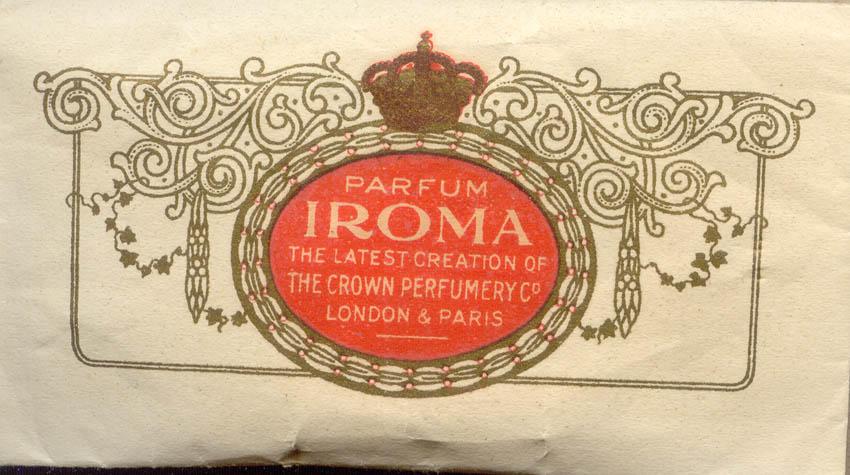 PARFUM
IROMA
THE LATEST CREATION OF
THE CROWN PERFUMERY Cº
LONDON & PARIS